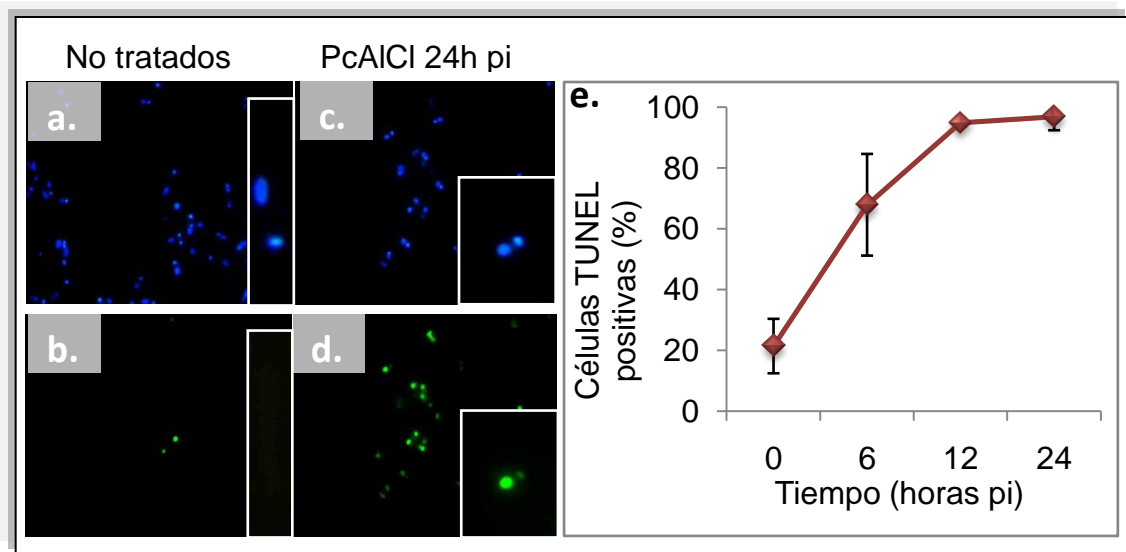 No tratados
PcAlCl 24h pi
a.
c.
b.
d.
e.
Células TUNEL
positivas (%)
100
80
60
40
20
0
0 6 12 24
Tiempo (horas pi)